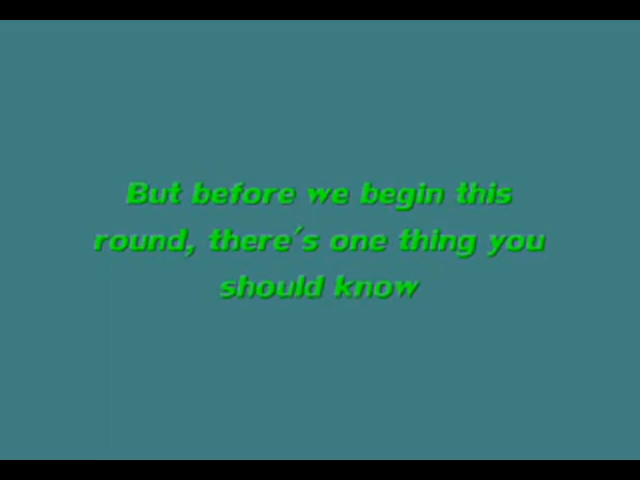 But before we begin this
round, there's one thing you
should know